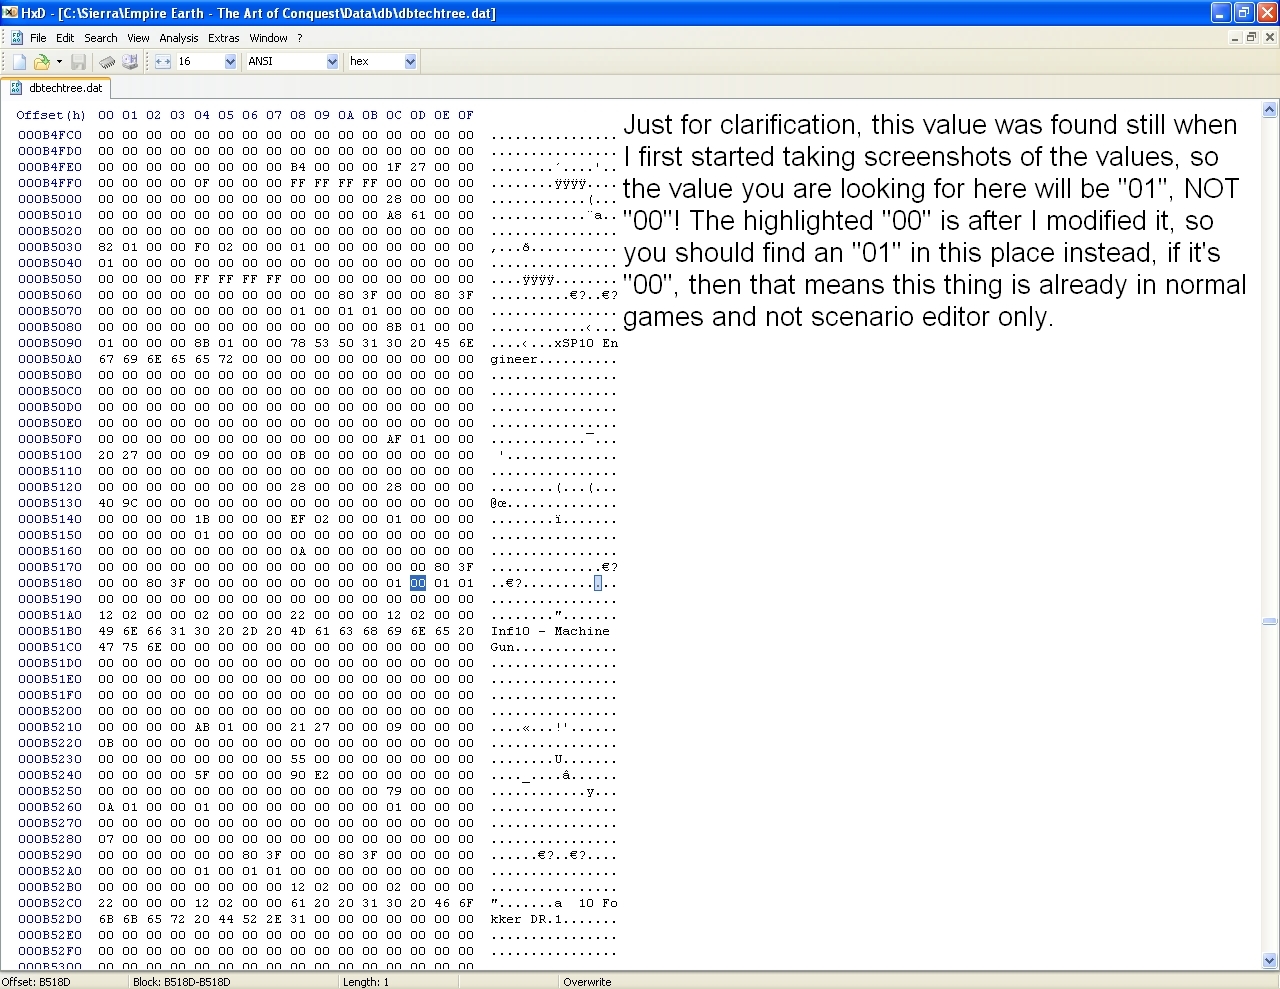 HxD - [C:\Sierra\Empire Earth - The Art of Conquest\Data\db\dbtechtree.dat]
File Edit Search View Analysis Extras Window ?
16 ANSI hex
dbtechtree.dat
Offset(h) 00 01 02 03 04 05 06 07 08 09 0A 0B 0C 0D 0E 0F
000B4FC0 00 00 00 00 00 00 00 00 00 00 00 00 00 00 00 00 ................
000B4FD0 00 00 00 00 00 00 00 00 00 00 00 00 00 00 00 00 ................
000B4FE0 00 00 00 00 00 00 00 00 B4 00 00 00 1F 27 00 00 ........´....'..
000B4FF0 00 00 00 00 0F 00 00 00 FF FF FF FF 00 00 00 00 ........ÿÿÿÿ....
000B5000 00 00 00 00 00 00 00 00 00 00 00 00 28 00 00 00 ............(...
000B5010 00 00 00 00 00 00 00 00 00 00 00 00 A8 61 00 00 ............¨a..
000B5020 00 00 00 00 00 00 00 00 00 00 00 00 00 00 00 00 ................
000B5030 82 01 00 00 F0 02 00 00 01 00 00 00 00 00 00 00 ‚...ð...........
000B5040 01 00 00 00 00 00 00 00 00 00 00 00 00 00 00 00 ................
000B5050 00 00 00 00 FF FF FF FF 00 00 00 00 00 00 00 00 ....ÿÿÿÿ........
000B5060 00 00 00 00 00 00 00 00 00 00 80 3F 00 00 80 3F ..........€?..€?
000B5070 00 00 00 00 00 00 00 00 01 00 01 01 00 00 00 00 ................
000B5080 00 00 00 00 00 00 00 00 00 00 00 00 8B 01 00 00 ............‹...
000B5090 01 00 00 00 8B 01 00 00 78 53 50 31 30 20 45 6E ....‹...xSP10 En
000B50A0 67 69 6E 65 65 72 00 00 00 00 00 00 00 00 00 00 gineer..........
000B50B0 00 00 00 00 00 00 00 00 00 00 00 00 00 00 00 00 ................
000B50C0 00 00 00 00 00 00 00 00 00 00 00 00 00 00 00 00 ................
000B50D0 00 00 00 00 00 00 00 00 00 00 00 00 00 00 00 00 ................
000B50E0 00 00 00 00 00 00 00 00 00 00 00 00 00 00 00 00 ................
000B50F0 00 00 00 00 00 00 00 00 00 00 00 00 AF 01 00 00 ............¯...
000B5100 20 27 00 00 09 00 00 00 0B 00 00 00 00 00 00 00  '..............
000B5110 00 00 00 00 00 00 00 00 00 00 00 00 00 00 00 00 ................
000B5120 00 00 00 00 00 00 00 00 28 00 00 00 28 00 00 00 ........(...(...
000B5130 40 9C 00 00 00 00 00 00 00 00 00 00 00 00 00 00 @œ..............
000B5140 00 00 00 00 1B 00 00 00 EF 02 00 00 01 00 00 00 ........ï.......
000B5150 00 00 00 00 01 00 00 00 00 00 00 00 00 00 00 00 ................
000B5160 00 00 00 00 00 00 00 00 0A 00 00 00 00 00 00 00 ................
000B5170 00 00 00 00 00 00 00 00 00 00 00 00 00 00 80 3F ..............€?
000B5180 00 00 80 3F 00 00 00 00 00 00 00 00 01 00 01 01 ..€?............
000B5190 00 00 00 00 00 00 00 00 00 00 00 00 00 00 00 00 ................
000B51A0 12 02 00 00 02 00 00 00 22 00 00 00 12 02 00 00 ........".......
000B51B0 49 6E 66 31 30 20 2D 20 4D 61 63 68 69 6E 65 20 Inf10 - Machine
000B51C0 47 75 6E 00 00 00 00 00 00 00 00 00 00 00 00 00 Gun.............
000B51D0 00 00 00 00 00 00 00 00 00 00 00 00 00 00 00 00 ................
000B51E0 00 00 00 00 00 00 00 00 00 00 00 00 00 00 00 00 ................
000B51F0 00 00 00 00 00 00 00 00 00 00 00 00 00 00 00 00 ................
000B5200 00 00 00 00 00 00 00 00 00 00 00 00 00 00 00 00 ................
000B5210 00 00 00 00 AB 01 00 00 21 27 00 00 09 00 00 00 ....«...!'......
000B5220 0B 00 00 00 00 00 00 00 00 00 00 00 00 00 00 00 ................
000B5230 00 00 00 00 00 00 00 00 55 00 00 00 00 00 00 00 ........U.......
000B5240 00 00 00 00 5F 00 00 00 90 E2 00 00 00 00 00 00 ...._....â......
000B5250 00 00 00 00 00 00 00 00 00 00 00 00 79 00 00 00 ............y...
000B5260 0A 01 00 00 01 00 00 00 00 00 00 00 01 00 00 00 ................
000B5270 00 00 00 00 00 00 00 00 00 00 00 00 00 00 00 00 ................
000B5280 07 00 00 00 00 00 00 00 00 00 00 00 00 00 00 00 ................
000B5290 00 00 00 00 00 00 80 3F 00 00 80 3F 00 00 00 00 ......€?..€?....
000B52A0 00 00 00 00 01 00 01 01 00 00 00 00 00 00 00 00 ................
000B52B0 00 00 00 00 00 00 00 00 12 02 00 00 02 00 00 00 ................
000B52C0 22 00 00 00 12 02 00 00 61 20 20 31 30 20 46 6F ".......a  10 Fo
000B52D0 6B 6B 65 72 20 44 52 2E 31 00 00 00 00 00 00 00 kker DR.1.......
000B52E0 00 00 00 00 00 00 00 00 00 00 00 00 00 00 00 00 ................
000B52F0 00 00 00 00 00 00 00 00 00 00 00 00 00 00 00 00 ................
000B5300 00 00 00 00 00 00 00 00 00 00 00 00 00 00 00 00 ................
Just for clarification, this value was found still when
I first started taking screenshots of the values, so
the value you are looking for here will be "01", NOT
"00"! The highlighted "00" is after I modified it, so
you should find an "01" in this place instead, if it's
"00", then that means this thing is already in normal
games and not scenario editor only.
Offset: B518D Block: B518D-B518D Length: 1 Overwrite